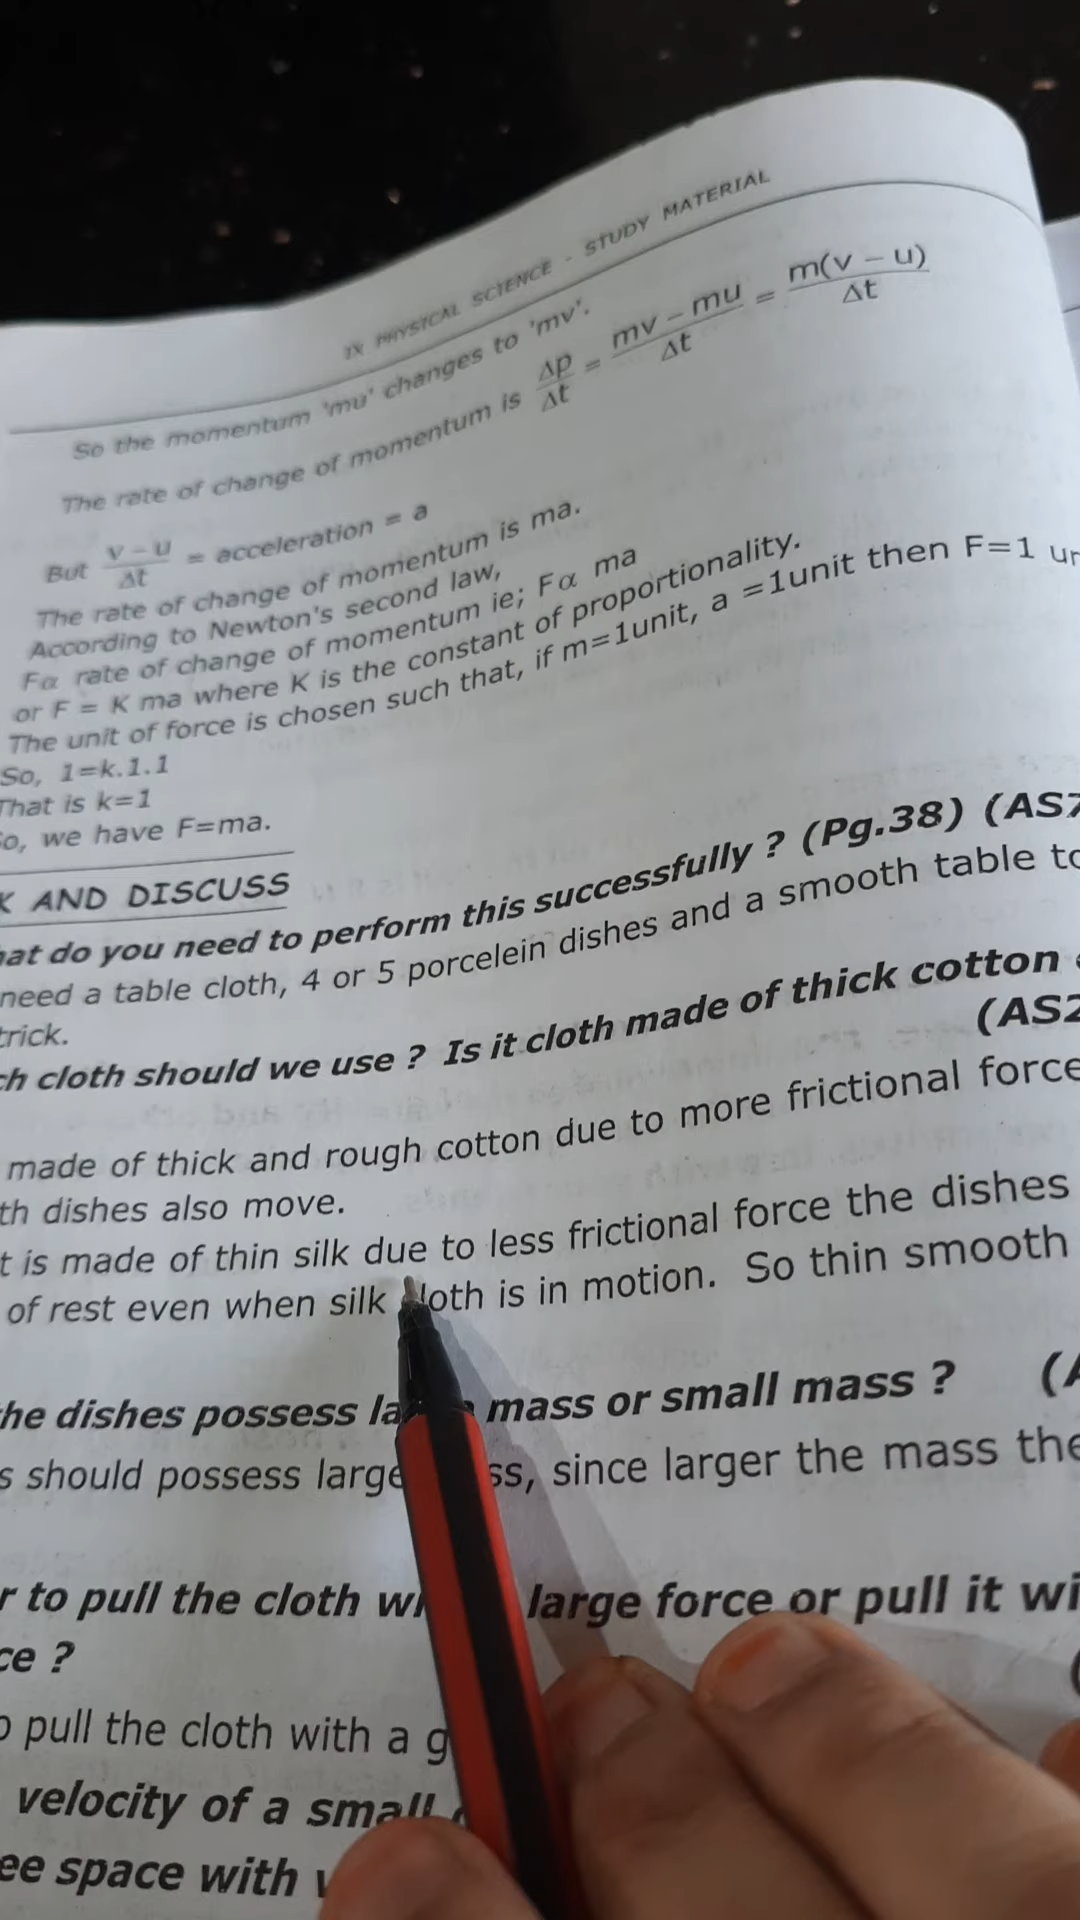 IX PHYSICAL SCIENCE - STUDY MATERIAL
So the momentum 'mu' changes to 'mv'.
The rate of change of momentum is Δp/Δt = mv – mu/Δt = m(v – u)/Δt
But v – u/Δt = acceleration = a
The rate of change of momentum is ma.
According to Newton's second law,
Fα rate of change of momentum ie; Fα ma
or F = K ma where K is the constant of proportionality.
The unit of force is chosen such that, if m=1unit, a =1unit then F=1
So, 1=k.1.1
That is k=1
So, we have F=ma.
AND DISCUSS
do you need to perform this successfully ? (Pg.38) (AS7
need a table cloth, 4 or 5 porcelein dishes and a smooth table to
trick.
cloth should we use ? Is it cloth made of thick cotton
(AS2
made of thick and rough cotton due to more frictional force
dishes also move.
is made of thin silk due to less frictional force the dishes
of rest even when silk cloth is in motion. So thin smooth
the dishes possess mass or small mass ?
should possess large since larger the mass the
to pull the cloth large force or pull it
?
pull the cloth with a
velocity of a small
space with